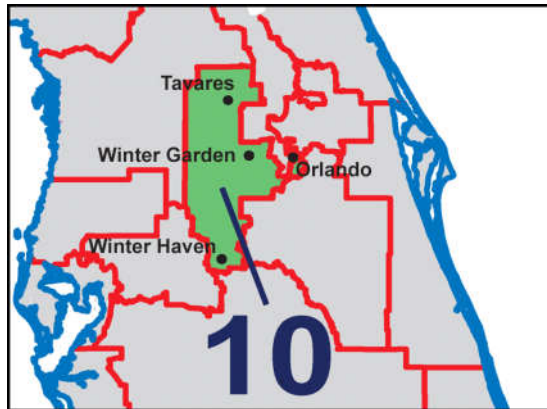 Tavares
Winter Garden
Orlando
Winter Haven
10